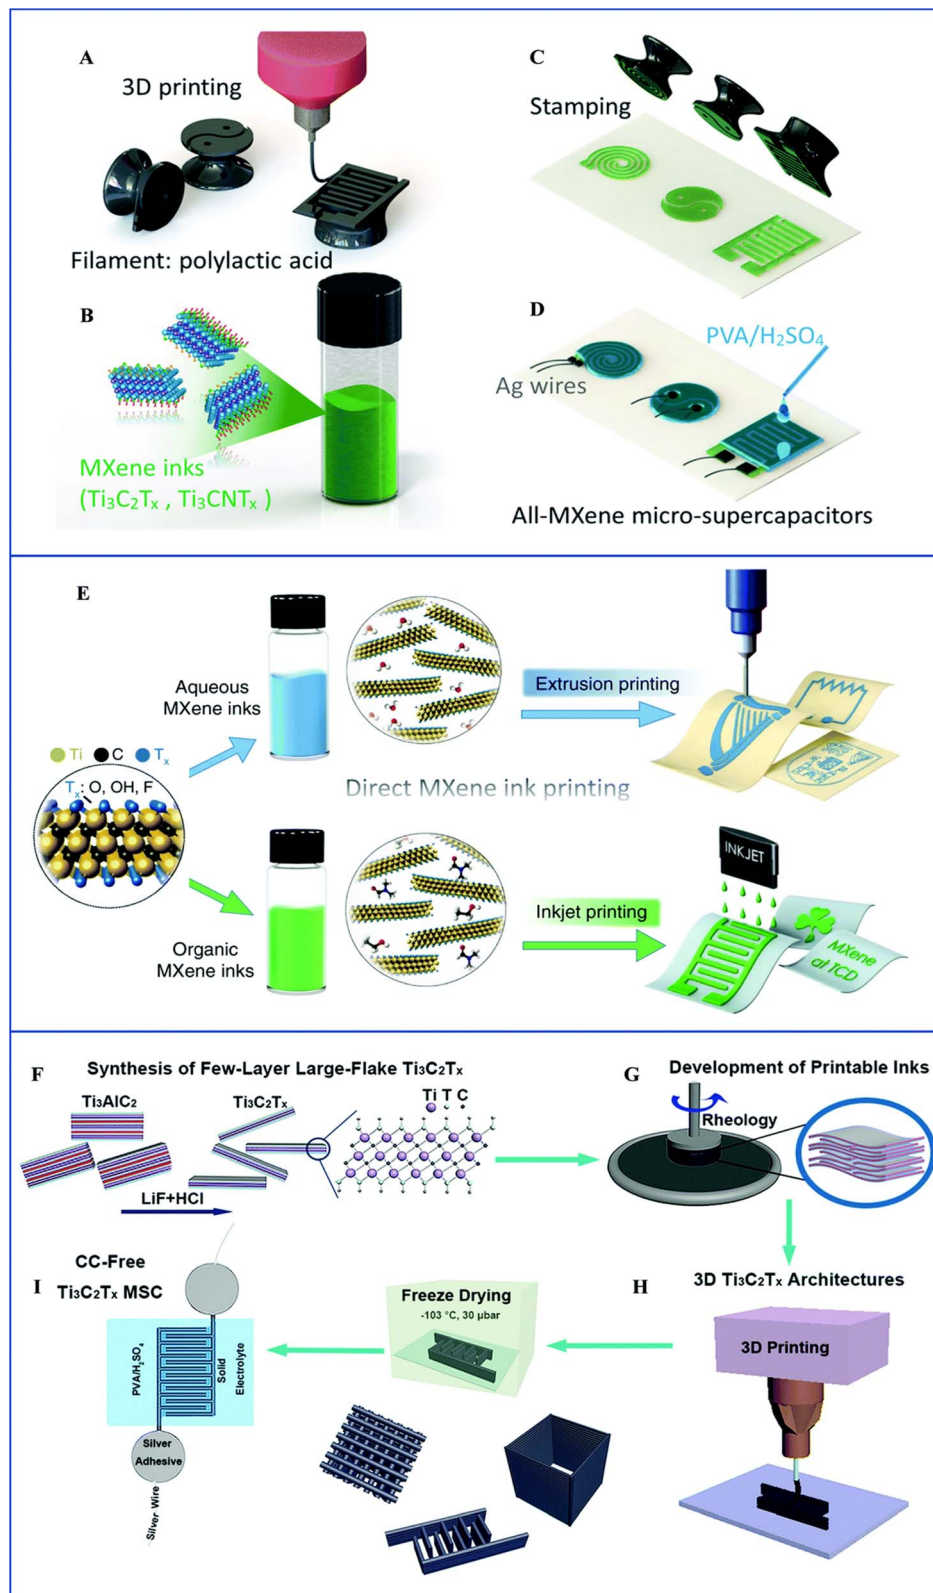 A
3D printing
Filament: polylactic acid
B
MXene inks
(Ti₃C₂Tₓ , Ti₃CNTₓ )
C
Stamping
D
PVA/H₂SO₄
Ag wires
All-MXene micro-supercapacitors
E
Aqueous
MXene inks
Extrusion printing
Ti C Tₓ
Tₓ: O, OH, F
Direct MXene ink printing
INKJET
Organic
MXene inks
Inkjet printing
MXene
at TCD
F
Synthesis of Few-Layer Large-Flake Ti₃C₂Tₓ
Ti₃AlC₂
Ti₃C₂Tₓ
Ti T C
LiF+HCl
G
Development of Printable Inks
Rheology
H
3D Ti₃C₂Tₓ Architectures
3D Printing
Freeze Drying
-103 °C, 30 µbar
I
CC-Free
Ti₃C₂Tₓ MSC
PVA/H₂SO₄
Solid
Electrolyte
Silver
Adhesive
Silver Wire